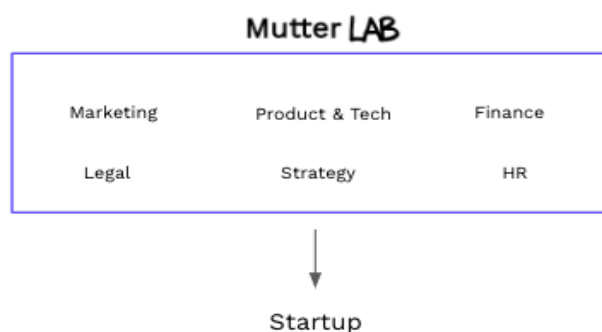 Mutter LAB
Marketing Product & Tech Finance
Legal Strategy HR
Startup